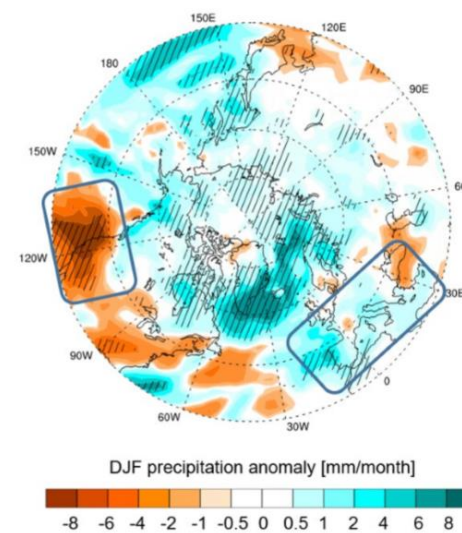 150E
120E
180
90E
150W
6
120W
30E
90W
0
60W
30W
DJF precipitation anomaly [mm/month]
-8 -6 -4 -2 -1 -0.5 0 0.5 1 2 4 6 8